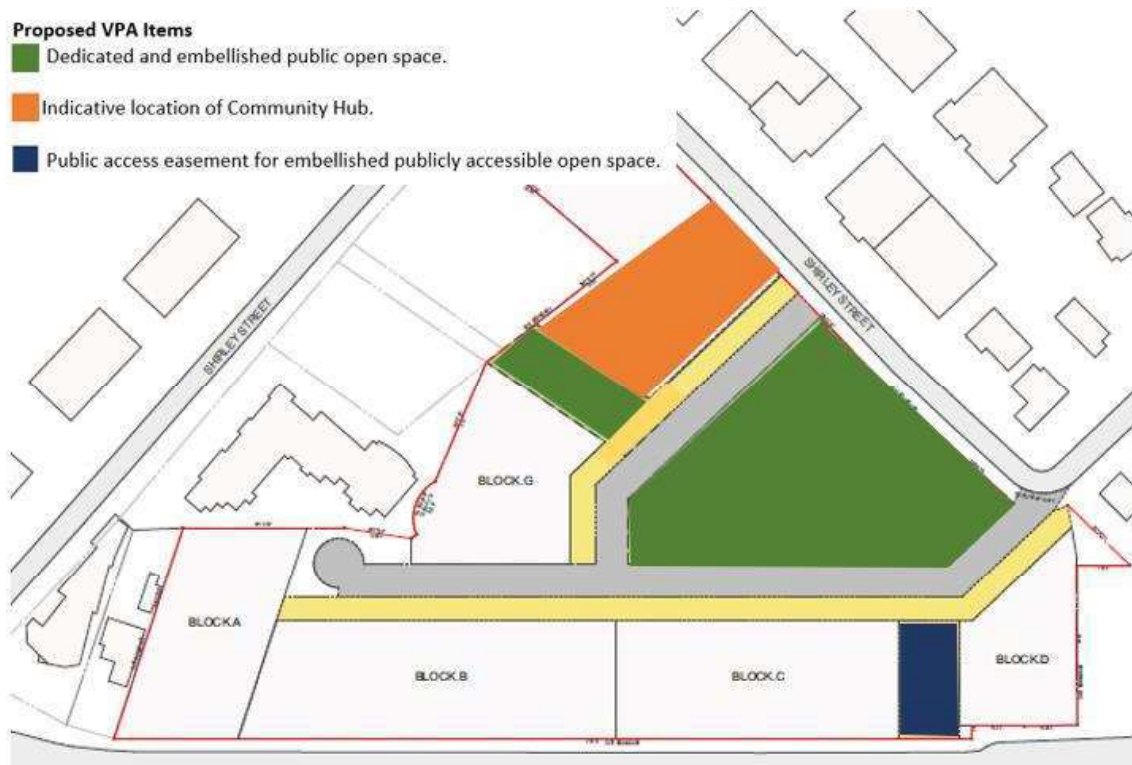 Proposed VPA Items
Dedicated and embellished public open space.
Indicative location of Community Hub.
Public access easement for embellished publicly accessible open space.
SHIRLEY STREET
SHIRLEY STREET
BLOCK.G
BLOCK.A
BLOCK.B
BLOCK.C
BLOCK.D